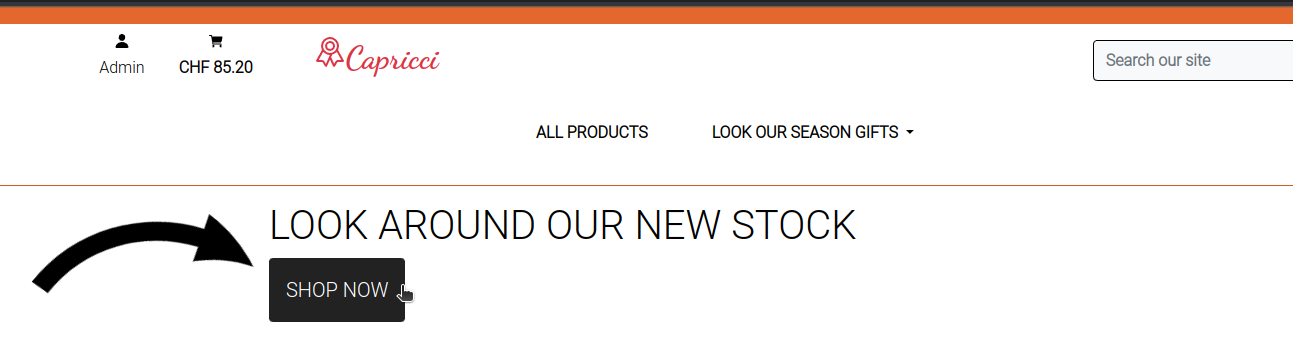 Admin
CHF 85.20
Capricci
Search our site
ALL PRODUCTS
LOOK OUR SEASON GIFTS
LOOK AROUND OUR NEW STOCK
SHOP NOW